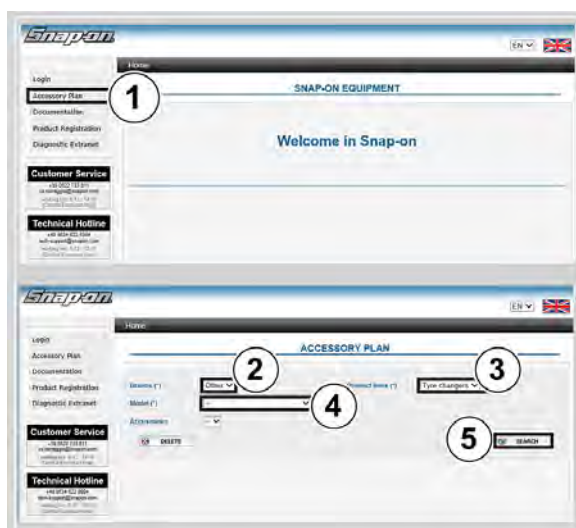 Snap-on
EN
Home
Login
Accessory Plan
Documentation
Product Registration
Diagnostic Extranet
1
SNAP-ON EQUIPMENT
Welcome in Snap-on
Customer Service
Technical Hotline
Snap-on
EN
Home
Login
Accessory Plan
Documentation
Product Registration
Diagnostic Extranet
ACCESSORY PLAN
Brands (*)
Other
2
Product lines (*)
Tyre changers
3
Model (*)
--
4
Accessories
--
DELETE
5
SEARCH
Customer Service
Technical Hotline